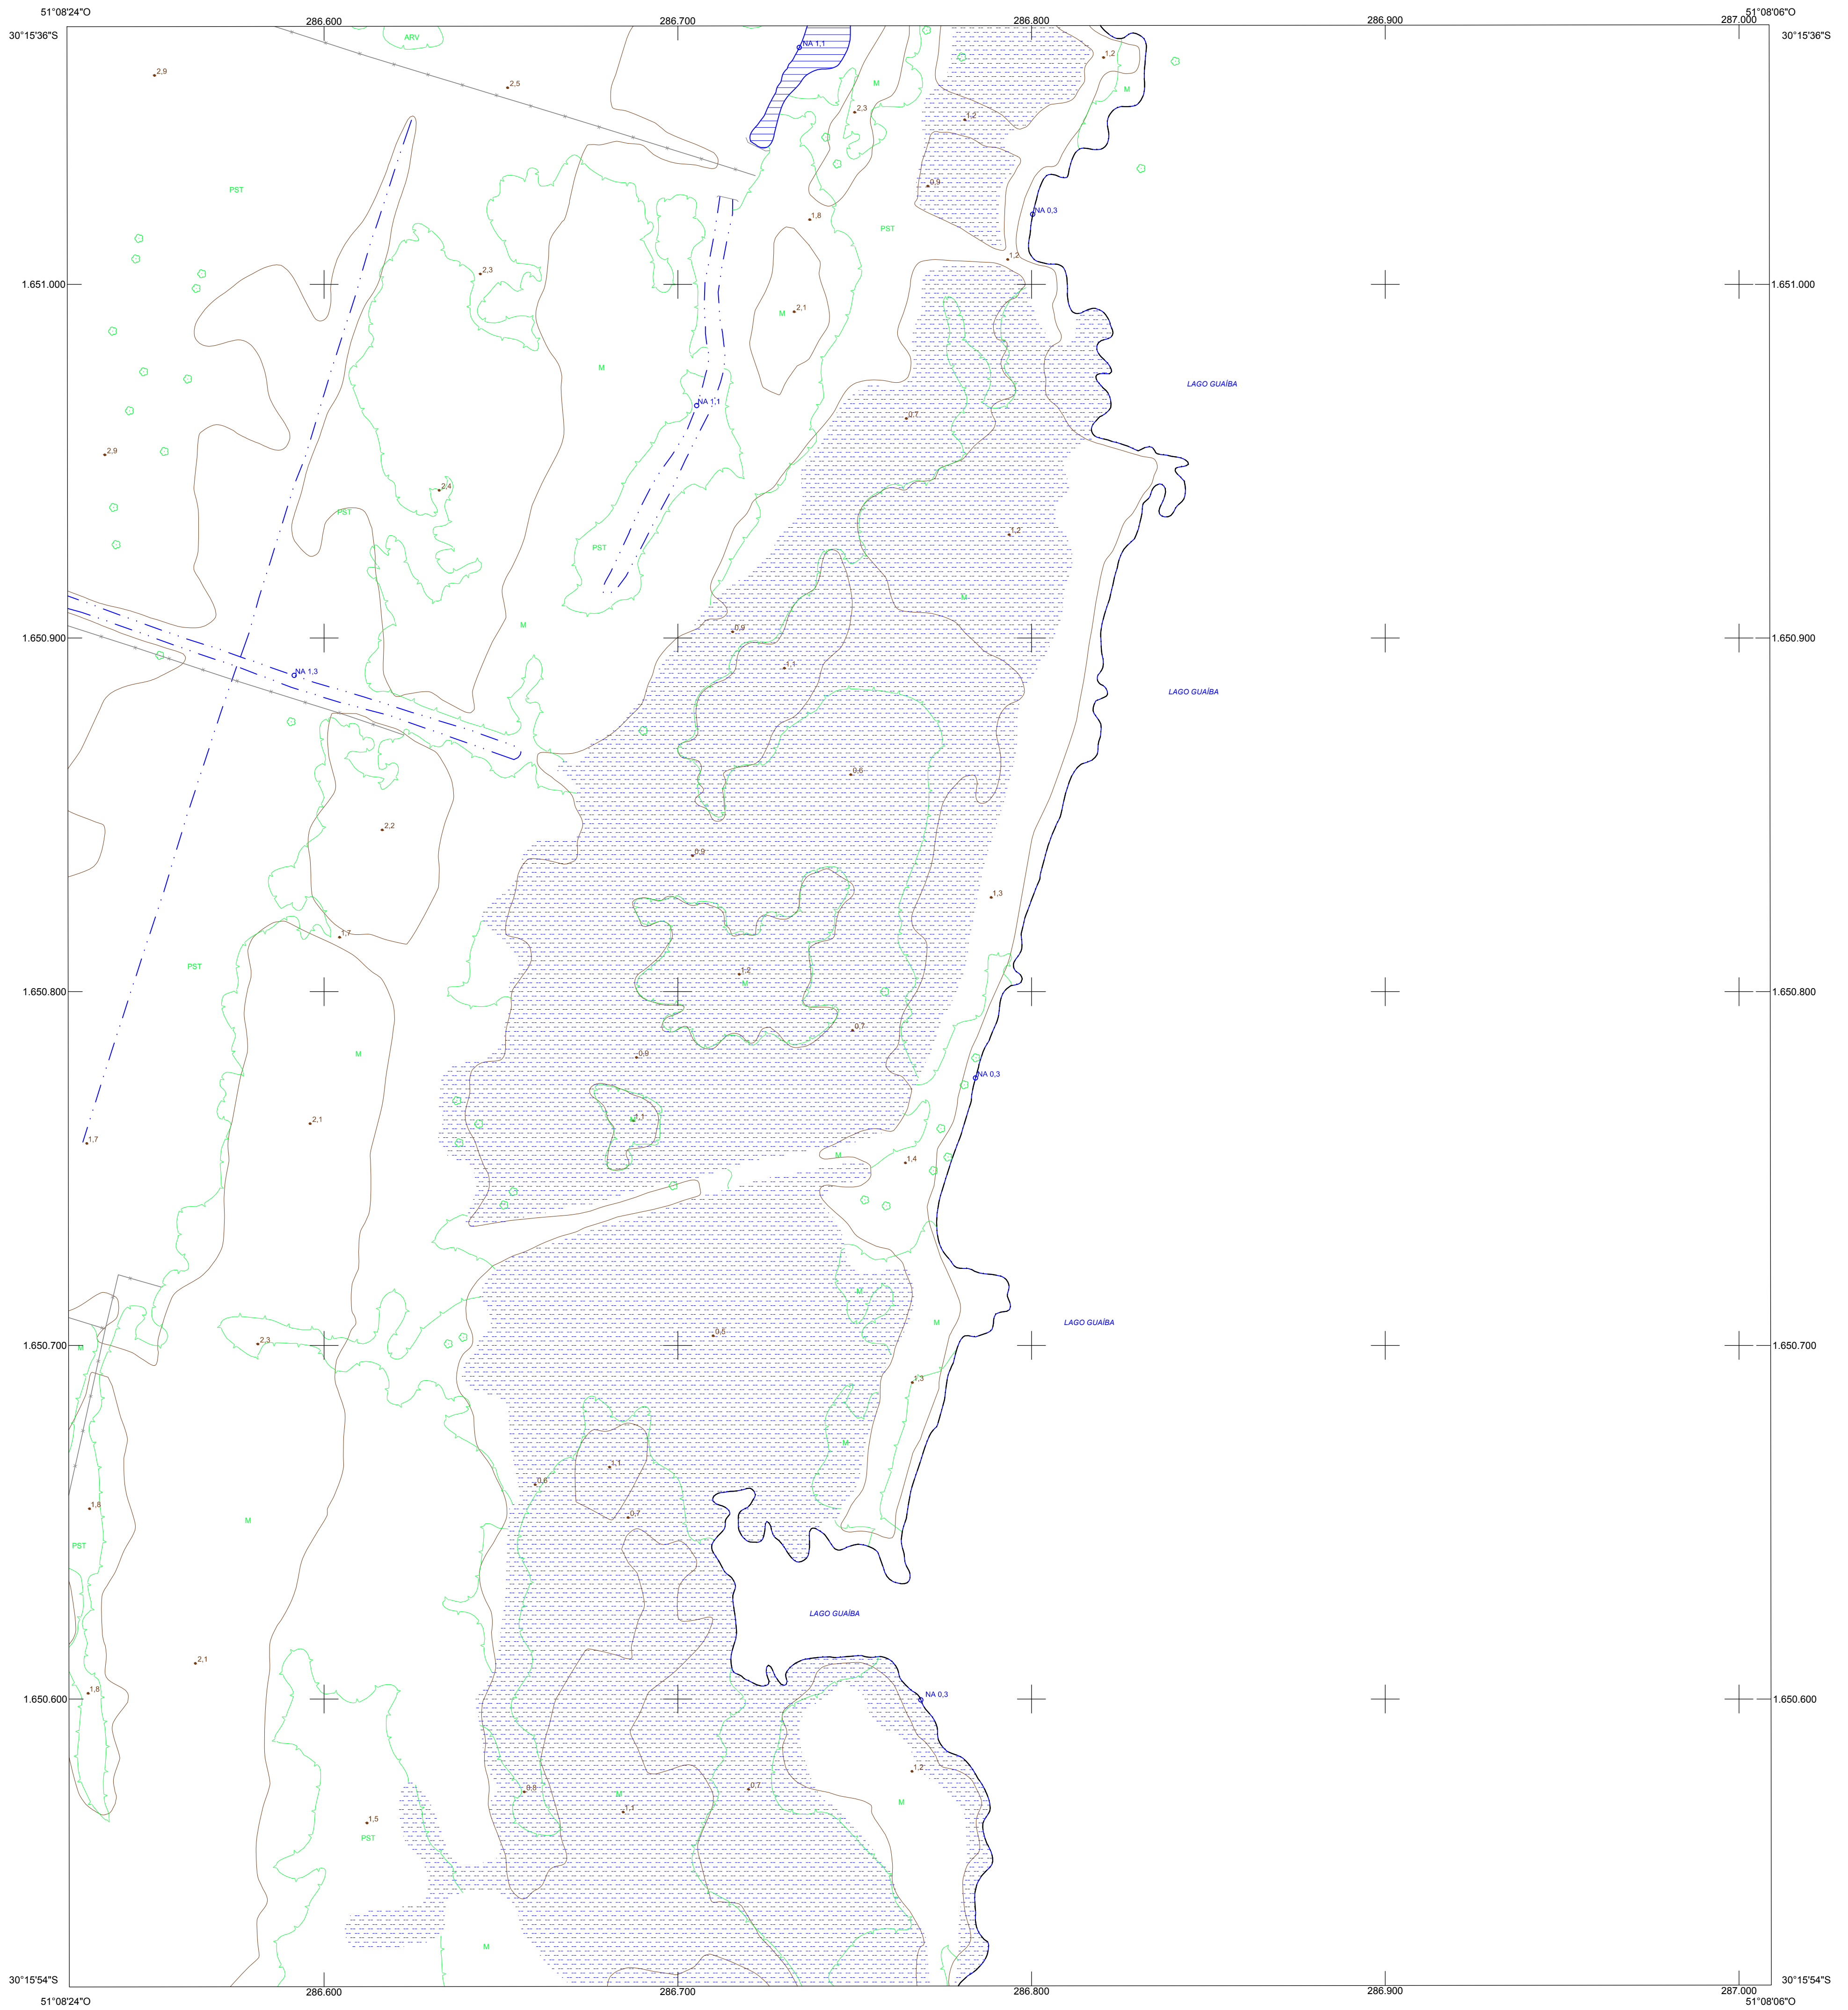 51°08'24"O
286.600
286.700
286.800
286.900
287.000
51°08'06"O
30°15'36"S
30°15'36"S
ARV
NA 1,1
1,2
2,9
2,5
M
M
2,3
1,2
PST
0,9
NA 0,3
1,8
PST
1,2
2,3
1.651.000
1.651.000
2,1
M
M
LAGO GUAÍBA
NA 1,1
0,7
2,9
2,4
PST
1,2
PST
M
M
0,9
1.650.900
1.650.900
1,1
NA 1,3
LAGO GUAÍBA
0,6
2,2
0,9
1,3
1,7
PST
1,2
M
1.650.800
1.650.800
0,7
M
0,9
NA 0,3
2,1
M
1,1
1,7
M
1,4
M
LAGO GUAÍBA
M
0,5
2,3
1.650.700
1.650.700
M
1,3
M
1,1
0,6
1,8
0,7
M
PST
LAGO GUAÍBA
2,1
1,8
NA 0,3
1.650.600
1.650.600
1,2
0,8
M
0,7
M
1,1
1,5
PST
M
30°15'54"S
30°15'54"S
286.600
286.700
286.800
286.900
287.000
51°08'24"O
51°08'06"O